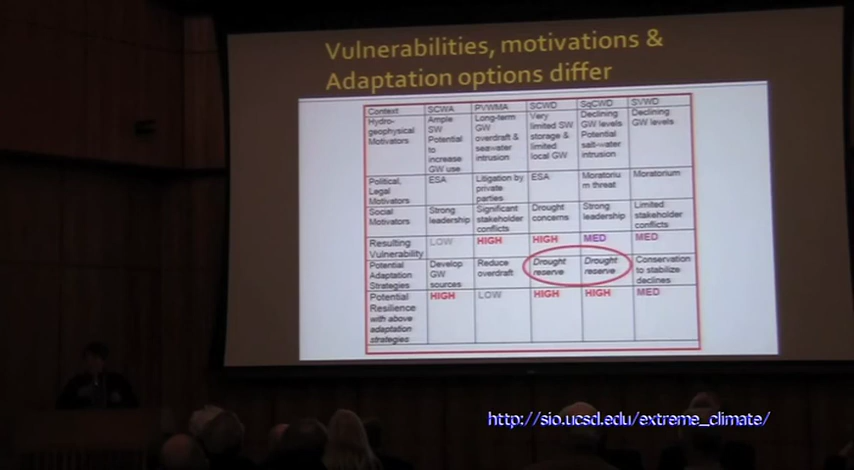 Vulnerabilities, motivations &
Adaptation options differ
Context SCWA PVWMA SCWD SqCWD SVWD
Hydro-geophysical Motivators
Ample SW Potential to increase GW use
Long-term GW overdraft & seawater intrusion
Very limited SW storage & limited local GW
Declining GW levels Potential salt-water intrusion
Declining GW levels
Political, Legal Motivators
ESA
Litigation by private parties
ESA
Moratorium threat
Moratorium
Social Motivators
Strong leadership
Significant stakeholder conflicts
Drought concerns
Strong leadership
Limited stakeholder conflicts
Resulting Vulnerability
LOW
HIGH
HIGH
MED
MED
Potential Adaptation Strategies
Develop GW sources
Reduce overdraft
Drought reserve
Drought reserve
Conservation to stabilize declines
Potential Resilience with above adaptation strategies
HIGH
LOW
HIGH
HIGH
MED
http://sio.ucsd.edu/extreme_climate/